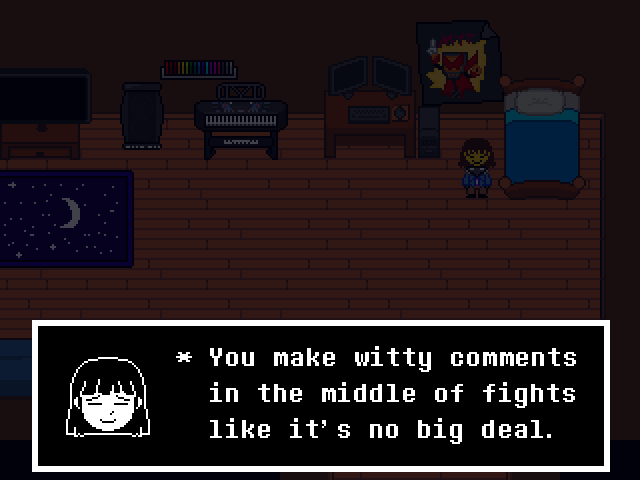 * You make witty comments
in the middle of fights
like it's no big deal.